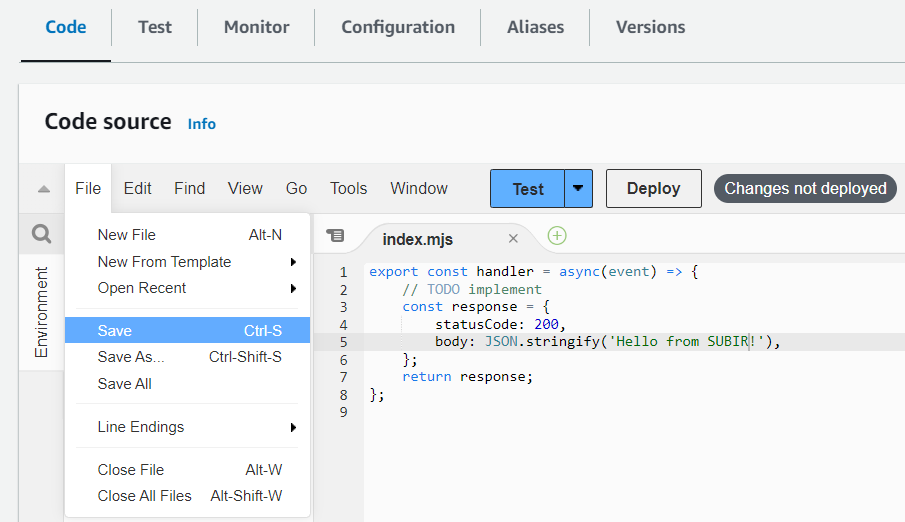 Code Test Monitor Configuration Aliases Versions
Code source Info
File Edit Find View Go Tools Window Test Deploy Changes not deployed
Environment
New File Alt-N
New From Template
Open Recent
Save Ctrl-S
Save As... Ctrl-Shift-S
Save All
Line Endings
Close File Alt-W
Close All Files Alt-Shift-W
index.mjs
1 export const handler = async(event) => {
2 // TODO implement
3 const response = {
4 statusCode: 200,
5 body: JSON.stringify('Hello from SUBIR!'),
6 };
7 return response;
8 };
9